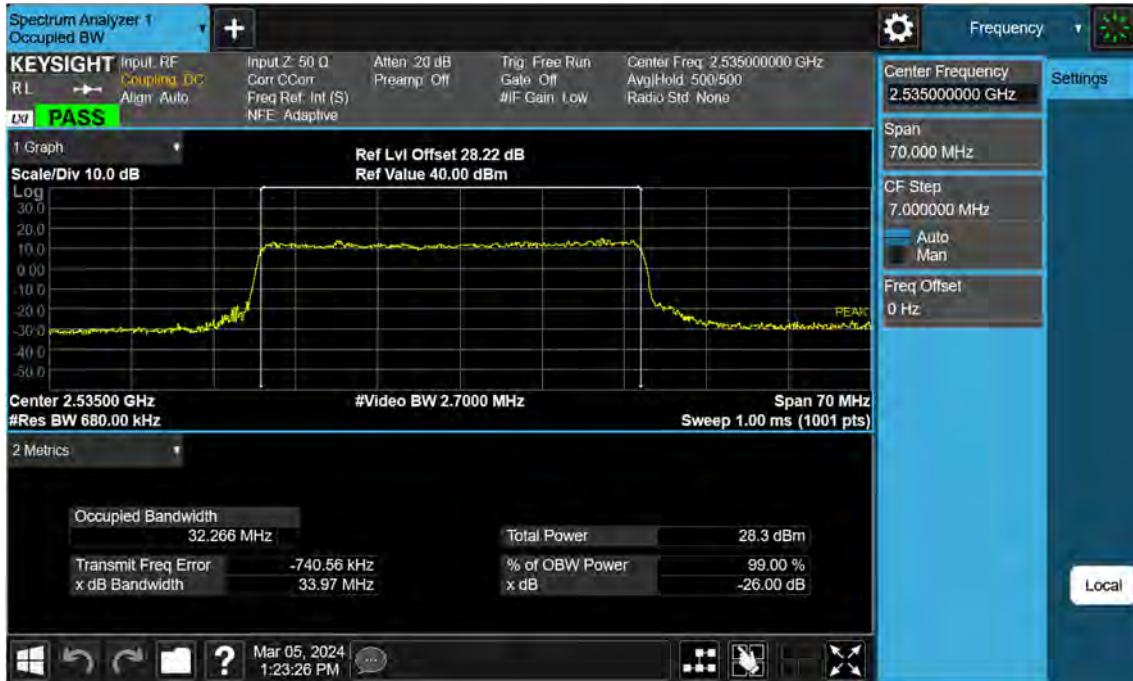 Spectrum Analyzer 1
Occupied BW
+
Frequency
KEYSIGHT
RL
LXI PASS
Input: RF
Coupling: DC
Align: Auto
Input Z: 50 Ω
Corr CCorr
Freq Ref: Int (S)
NFE: Adaptive
Atten: 20 dB
Preamp: Off
Trig: Free Run
Gate: Off
#IF Gain: Low
Center Freq: 2.535000000 GHz
Avg|Hold: 500/500
Radio Std: None
1 Graph
Scale/Div 10.0 dB
Ref Lvl Offset 28.22 dB
Ref Value 40.00 dBm
Log
30.0
20.0
10.0
0.00
-10.0
-20.0
-30.0
-40.0
-50.0
PEAK
Center 2.53500 GHz
#Video BW 2.7000 MHz
Span 70 MHz
#Res BW 680.00 kHz
Sweep 1.00 ms (1001 pts)
2 Metrics
Occupied Bandwidth
32.266 MHz
Total Power 28.3 dBm
Transmit Freq Error -740.56 kHz
% of OBW Power 99.00 %
x dB Bandwidth 33.97 MHz
x dB -26.00 dB
Center Frequency
2.535000000 GHz
Settings
Span
70.000 MHz
CF Step
7.000000 MHz
Auto
Man
Freq Offset
0 Hz
Local
?
Mar 05, 2024
1:23:26 PM